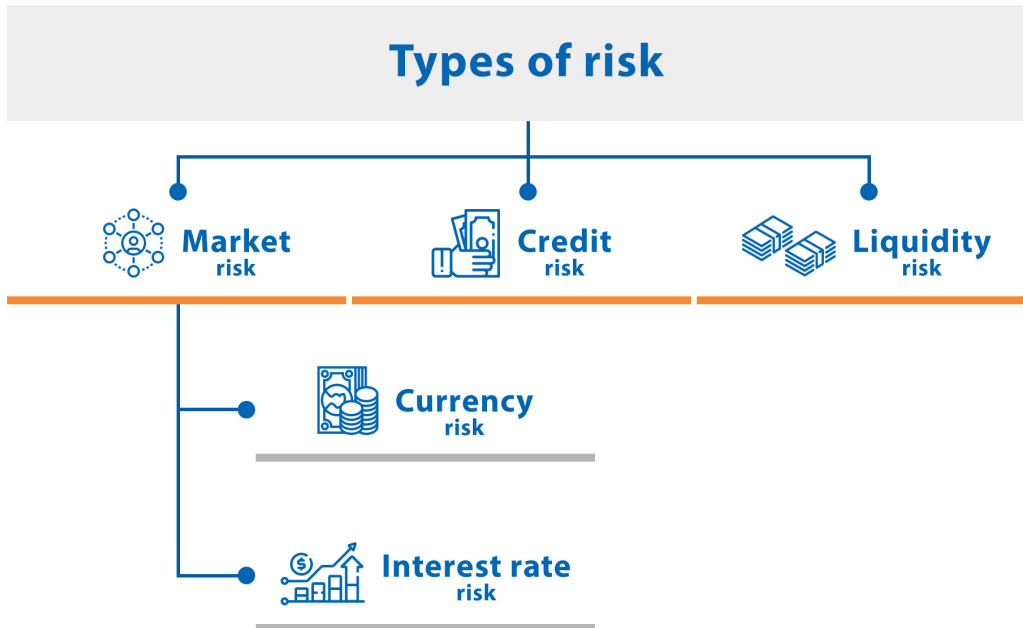 Types of risk
Market
risk
Credit
risk
Liquidity
risk
Currency
risk
Interest rate
risk